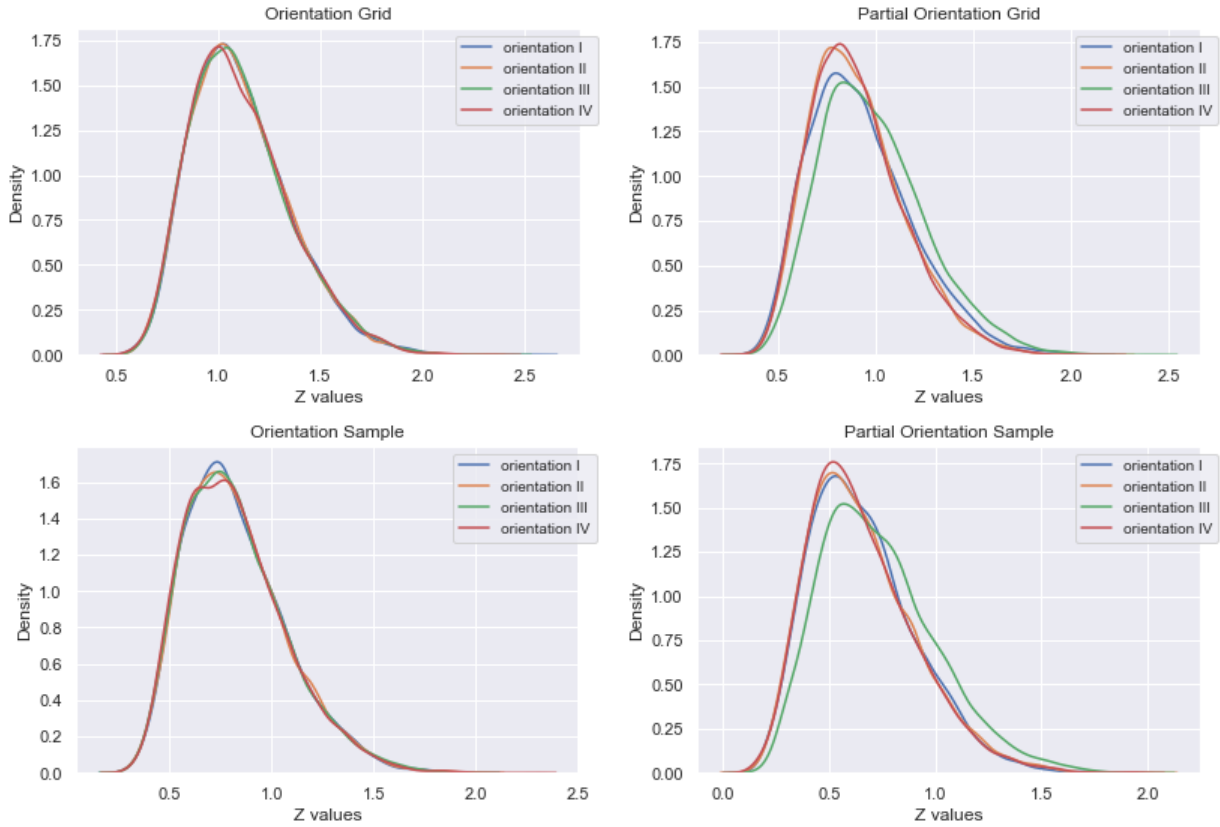 Orientation Grid
1.75
1.50
1.25
1.00
0.75
0.50
0.25
0.00
Density
0.5
1.0
1.5
2.0
2.5
Z values
orientation I
orientation II
orientation III
orientation IV
Partial Orientation Grid
1.75
1.50
1.25
1.00
0.75
0.50
0.25
0.00
Density
0.5
1.0
1.5
2.0
2.5
Z values
orientation I
orientation II
orientation III
orientation IV
Orientation Sample
1.6
1.4
1.2
1.0
0.8
0.6
0.4
0.2
0.0
Density
0.5
1.0
1.5
2.0
2.5
Z values
orientation I
orientation II
orientation III
orientation IV
Partial Orientation Sample
1.75
1.50
1.25
1.00
0.75
0.50
0.25
0.00
Density
0.0
0.5
1.0
1.5
2.0
Z values
orientation I
orientation II
orientation III
orientation IV